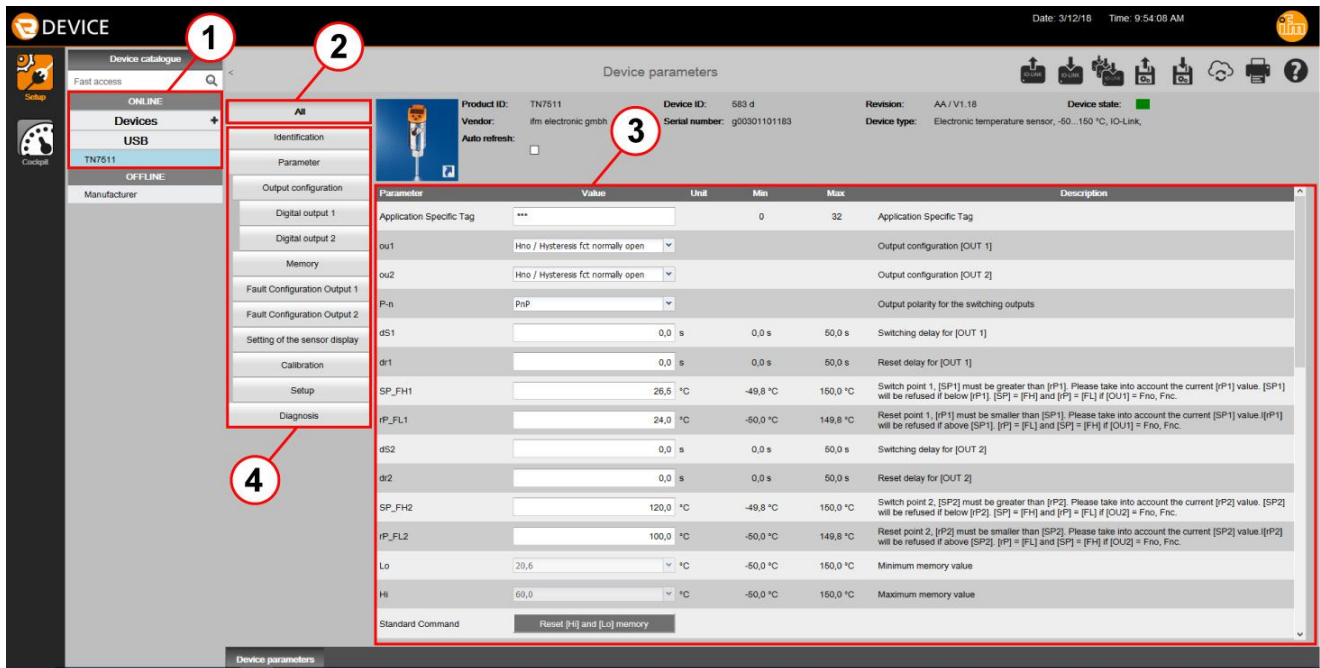 DEVICE
Date: 3/12/18 Time: 9:54:08 AM
ifm
1
2
Setup
Cockpit
Device catalogue
Fast access
ONLINE
Devices +
USB
TN7511
OFFLINE
Manufacturer
<
Device parameters
IO-LINK
IO-LINK
All
Identification
Parameter
Output configuration
Digital output 1
Digital output 2
Memory
Fault Configuration Output 1
Fault Configuration Output 2
Setting of the sensor display
Calibration
Setup
Diagnosis
4
Product ID: TN7511 Device ID: 583 d Revision: AA / V1.18 Device state:
Vendor: ifm electronic gmbh Serial number: g00301101183 Device type: Electronic temperature sensor, -50...150 °C, IO-Link,
Auto refresh:
3
Parameter Value Unit Min Max Description
Application Specific Tag *** 0 32 Application Specific Tag
ou1 Hno / Hysteresis fct normally open Output configuration [OUT 1]
ou2 Hno / Hysteresis fct normally open Output configuration [OUT 2]
P-n PnP Output polarity for the switching outputs
dS1 0,0 s 0,0 s 50,0 s Switching delay for [OUT 1]
dr1 0,0 s 0,0 s 50,0 s Reset delay for [OUT 1]
SP_FH1 26,5 °C -49,8 °C 150,0 °C Switch point 1, [SP1] must be greater than [rP1]. Please take into account the current [rP1] value. [SP1]
will be refused if below [rP1]. [SP] = [FH] and [rP] = [FL] if [OU1] = Fno, Fnc.
rP_FL1 24,0 °C -50,0 °C 149,8 °C Reset point 1, [rP1] must be smaller than [SP1]. Please take into account the current [SP1] value.I[rP1]
will be refused if above [SP1]. [rP] = [FL] and [SP] = [FH] if [OU1] = Fno, Fnc.
dS2 0,0 s 0,0 s 50,0 s Switching delay for [OUT 2]
dr2 0,0 s 0,0 s 50,0 s Reset delay for [OUT 2]
SP_FH2 120,0 °C -49,8 °C 150,0 °C Switch point 2, [SP2] must be greater than [rP2]. Please take into account the current [rP2] value. [SP2]
will be refused if below [rP2]. [SP] = [FH] and [rP] = [FL] if [OU2] = Fno, Fnc.
rP_FL2 100,0 °C -50,0 °C 149,8 °C Reset point 2, [rP2] must be smaller than [SP2]. Please take into account the current [SP2] value.I[rP2]
will be refused if above [SP2]. [rP] = [FL] and [SP] = [FH] if [OU2] = Fno, Fnc.
Lo 20,6 °C -50,0 °C 150,0 °C Minimum memory value
Hi 60,0 °C -50,0 °C 150,0 °C Maximum memory value
Standard Command Reset [Hi] and [Lo] memory
Device parameters